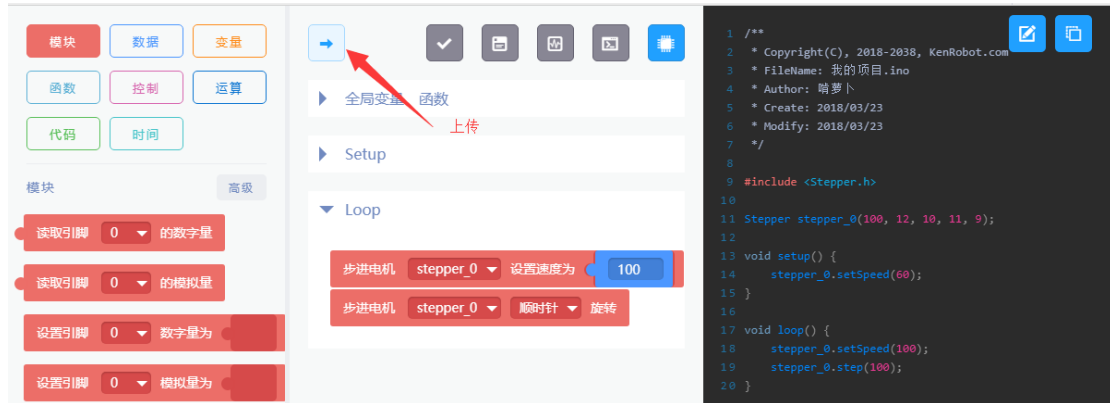 模块 数据 变量
函数 控制 运算
代码 时间
模块 高级
读取引脚 0 的数字量
读取引脚 0 的模拟量
设置引脚 0 数字量为
设置引脚 0 模拟量为
上传
全局变量 函数
Setup
Loop
步进电机 stepper_0 设置速度为 100
步进电机 stepper_0 顺时针 旋转
1 /**
2 * Copyright(C), 2018-2038, KenRobot.com
3 * FileName: 我的项目.ino
4 * Author: 啃萝卜
5 * Create: 2018/03/23
6 * Modify: 2018/03/23
7 */
8
9 #include <Stepper.h>
10
11 Stepper stepper_0(100, 12, 10, 11, 9);
12
13 void setup() {
14 stepper_0.setSpeed(60);
15 }
16
17 void loop() {
18 stepper_0.setSpeed(100);
19 stepper_0.step(100);
20 }